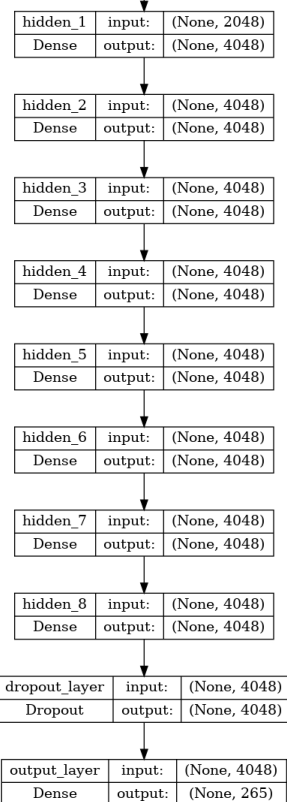 hidden_1 input: (None, 2048)
Dense output: (None, 4048)
hidden_2 input: (None, 4048)
Dense output: (None, 4048)
hidden_3 input: (None, 4048)
Dense output: (None, 4048)
hidden_4 input: (None, 4048)
Dense output: (None, 4048)
hidden_5 input: (None, 4048)
Dense output: (None, 4048)
hidden_6 input: (None, 4048)
Dense output: (None, 4048)
hidden_7 input: (None, 4048)
Dense output: (None, 4048)
hidden_8 input: (None, 4048)
Dense output: (None, 4048)
dropout_layer input: (None, 4048)
Dropout output: (None, 4048)
output_layer input: (None, 4048)
Dense output: (None, 265)